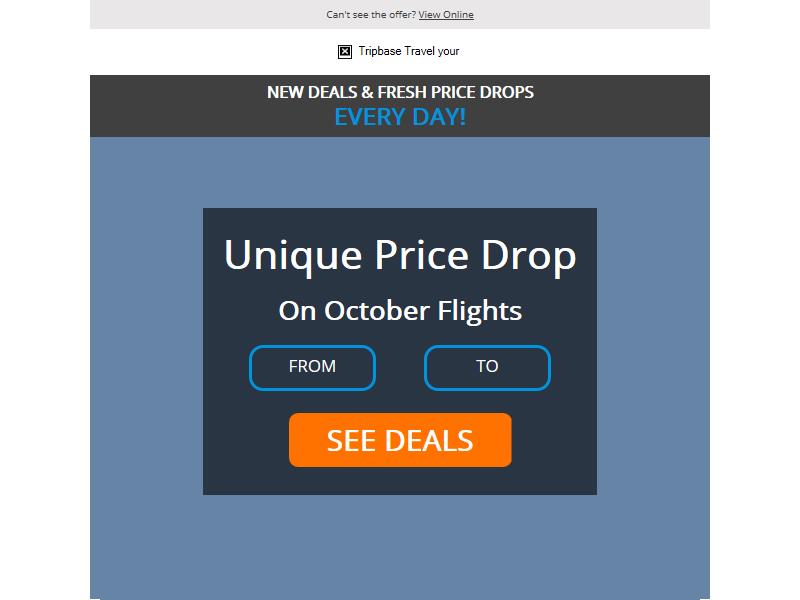 Can't see the offer? View Online
Tripbase Travel your
NEW DEALS & FRESH PRICE DROPS
EVERY DAY!
Unique Price Drop
On October Flights
FROM TO
SEE DEALS